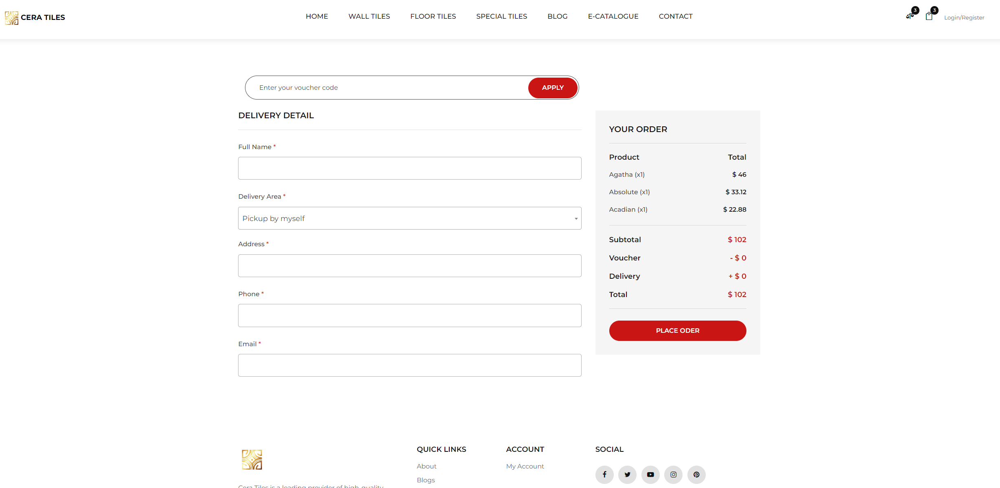 CERA TILES
HOME WALL TILES FLOOR TILES SPECIAL TILES BLOG E-CATALOGUE CONTACT
3 3 Login/Register
Enter your voucher code APPLY
DELIVERY DETAIL
Full Name *
Delivery Area *
Pickup by myself
Address *
Phone *
Email *
YOUR ORDER
Product Total
Agatha (x1) $ 46
Absolute (x1) $ 33.12
Acadian (x1) $ 22.88
Subtotal $ 102
Voucher - $ 0
Delivery + $ 0
Total $ 102
PLACE ODER
Cera Tiles is a leading provider of high-quality
QUICK LINKS
About
Blogs
ACCOUNT
My Account
SOCIAL